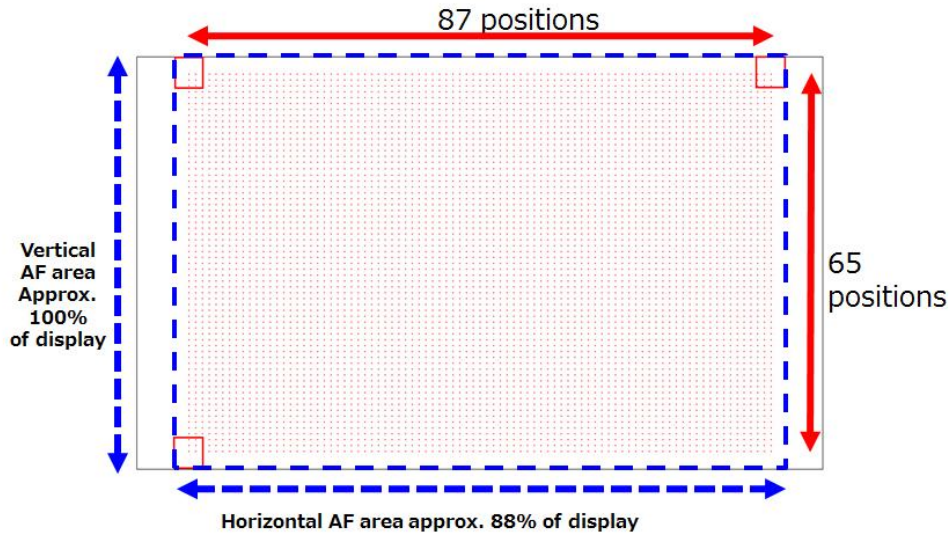 87 positions
Vertical
AF area
Approx.
100%
of display
65
positions
Horizontal AF area approx. 88% of display